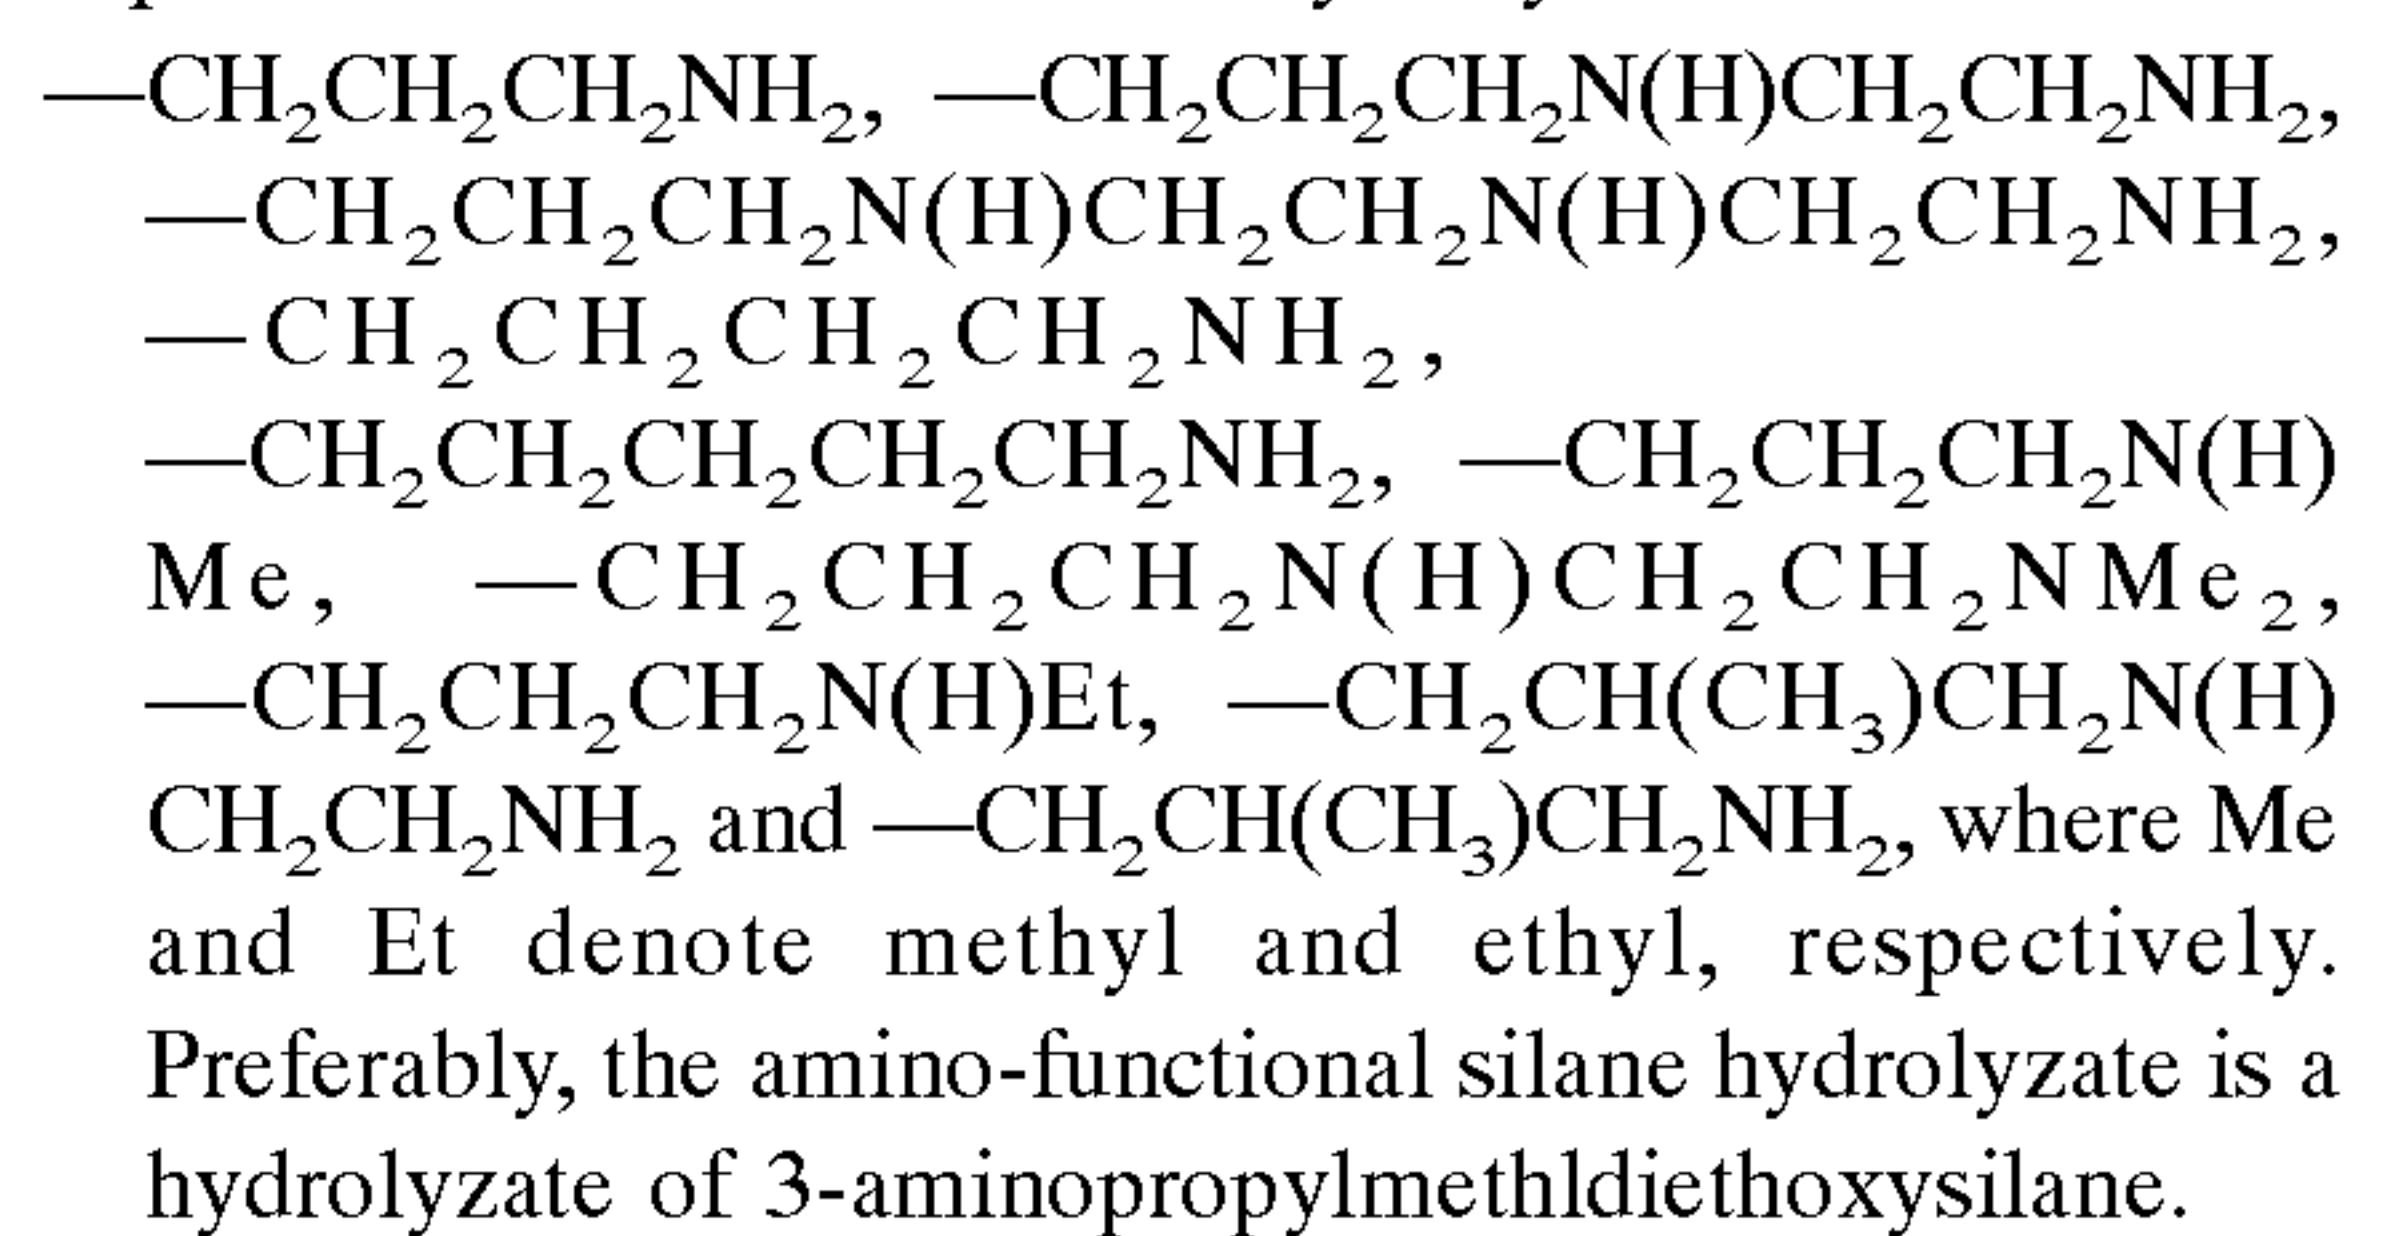 —CH₂CH₂CH₂NH₂, —CH₂CH₂CH₂N(H)CH₂CH₂NH₂,
—CH₂CH₂CH₂N(H)CH₂CH₂N(H)CH₂CH₂NH₂,
—CH₂CH₂CH₂CH₂NH₂,
—CH₂CH₂CH₂CH₂CH₂NH₂, —CH₂CH₂CH₂N(H)
Me, —CH₂CH₂CH₂N(H)CH₂CH₂NMe₂,
—CH₂CH₂CH₂N(H)Et, —CH₂CH(CH₃)CH₂N(H)
CH₂CH₂NH₂ and —CH₂CH(CH₃)CH₂NH₂, where Me
and Et denote methyl and ethyl, respectively.
Preferably, the amino-functional silane hydrolyzate is a
hydrolyzate of 3-aminopropylmethldiethoxysilane.